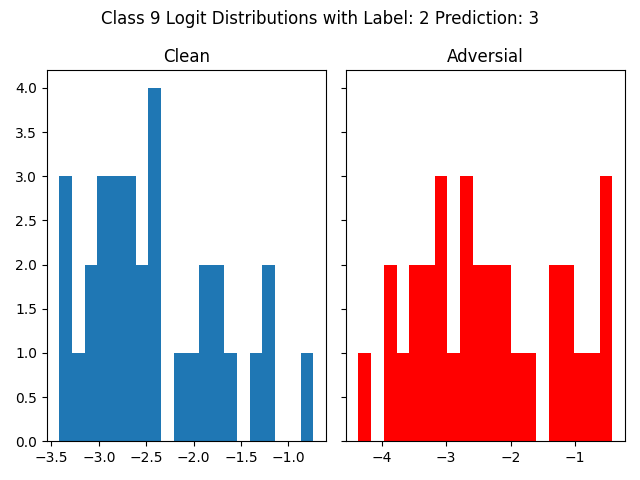 Class 9 Logit Distributions with Label: 2 Prediction: 3
Clean
Adversial
4.0
3.5
3.0
2.5
2.0
1.5
1.0
0.5
0.0
−3.5 −3.0 −2.5 −2.0 −1.5 −1.0
−4 −3 −2 −1